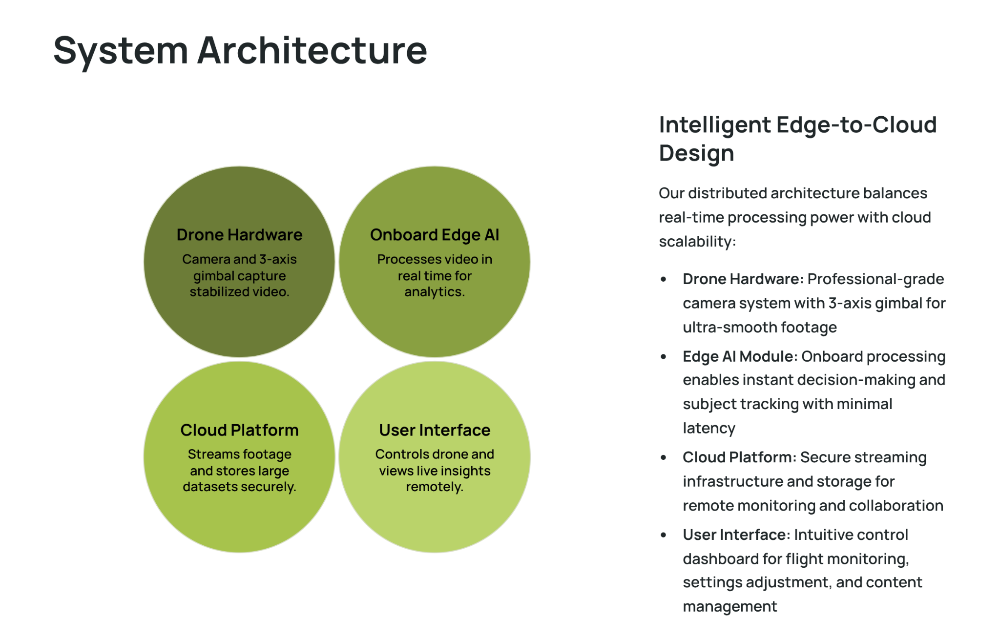 System Architecture
Drone Hardware
Camera and 3-axis
gimbal capture
stabilized video.
Onboard Edge AI
Processes video in
real time for
analytics.
Cloud Platform
Streams footage
and stores large
datasets securely.
User Interface
Controls drone and
views live insights
remotely.
Intelligent Edge-to-Cloud
Design
Our distributed architecture balances
real-time processing power with cloud
scalability:
• Drone Hardware: Professional-grade
camera system with 3-axis gimbal for
ultra-smooth footage
• Edge AI Module: Onboard processing
enables instant decision-making and
subject tracking with minimal
latency
• Cloud Platform: Secure streaming
infrastructure and storage for
remote monitoring and collaboration
• User Interface: Intuitive control
dashboard for flight monitoring,
settings adjustment, and content
management